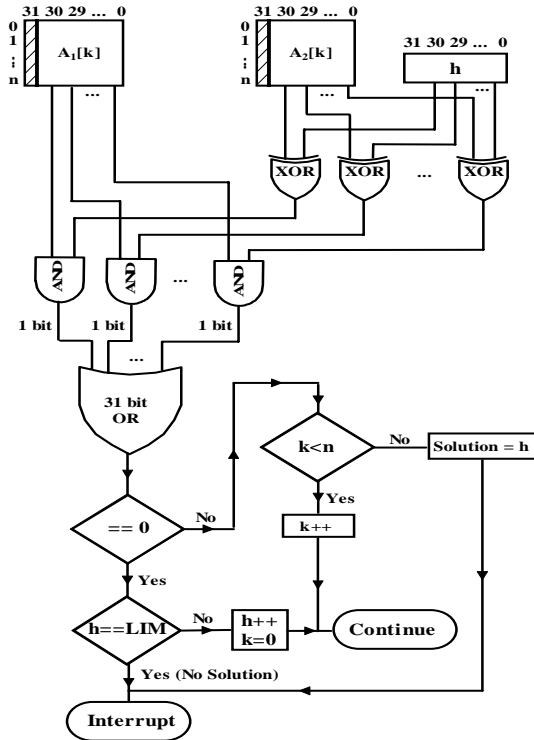 31 30 29 ... 0
31 30 29 ... 0
0
1
n
A₁[k]
...
0
1
n
A₂[k]
...
31 30 29 ... 0
h
...
XOR
XOR
...
XOR
AND
AND
...
AND
1 bit
1 bit
1 bit
...
31 bit
OR
k<n
No
Solution = h
Yes
k++
== 0
No
Yes
h==LIM
No
h++
k=0
Continue
Yes (No Solution)
Interrupt